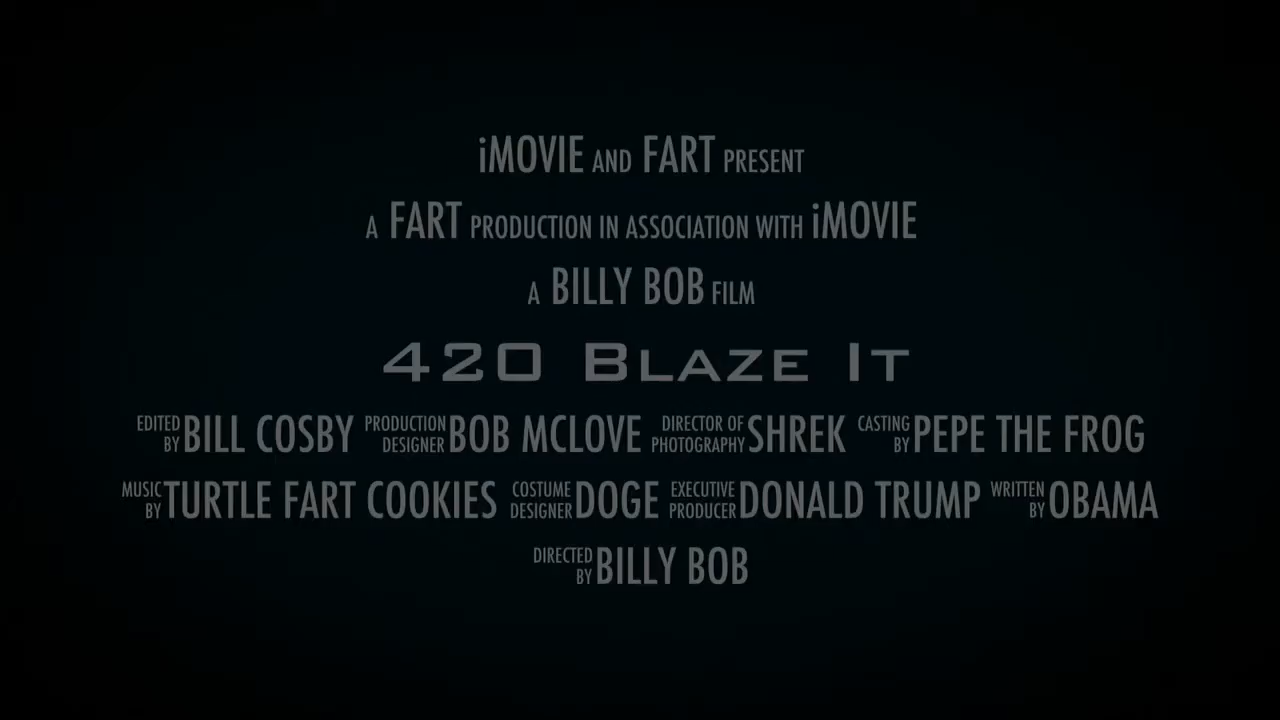 iMOVIE AND FART PRESENT
A FART PRODUCTION IN ASSOCIATION WITH iMOVIE
A BILLY BOB FILM
420 BLAZE IT
EDITED BY BILL COSBY PRODUCTION DESIGNER BOB MCLOVE DIRECTOR OF PHOTOGRAPHY SHREK CASTING BY PEPE THE FROG
MUSIC BY TURTLE FART COOKIES COSTUME DESIGNER DOGE EXECUTIVE PRODUCER DONALD TRUMP WRITTEN BY OBAMA
DIRECTED BY BILLY BOB